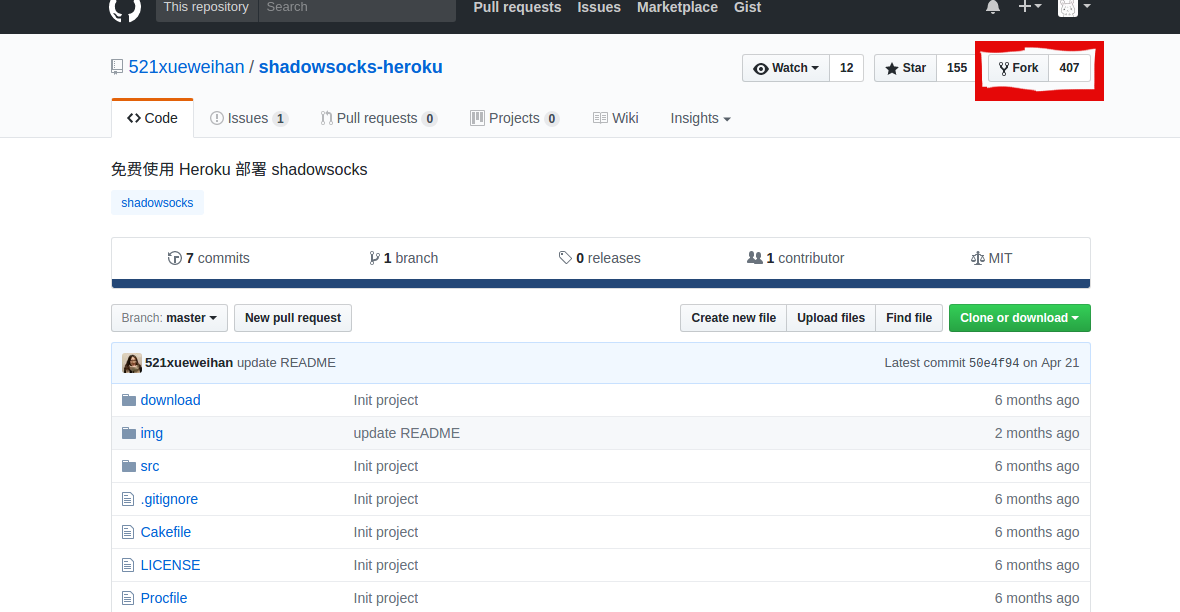 This repository Search Pull requests Issues Marketplace Gist
521xueweihan / shadowsocks-heroku Watch 12 Star 155 Fork 407
Code Issues 1 Pull requests 0 Projects 0 Wiki Insights
免费使用 Heroku 部署 shadowsocks
shadowsocks
7 commits 1 branch 0 releases 1 contributor MIT
Branch: master New pull request Create new file Upload files Find file Clone or download
521xueweihan update README Latest commit 50e4f94 on Apr 21
download Init project 6 months ago
img update README 2 months ago
src Init project 6 months ago
.gitignore Init project 6 months ago
Cakefile Init project 6 months ago
LICENSE Init project 6 months ago
Procfile Init project 6 months ago